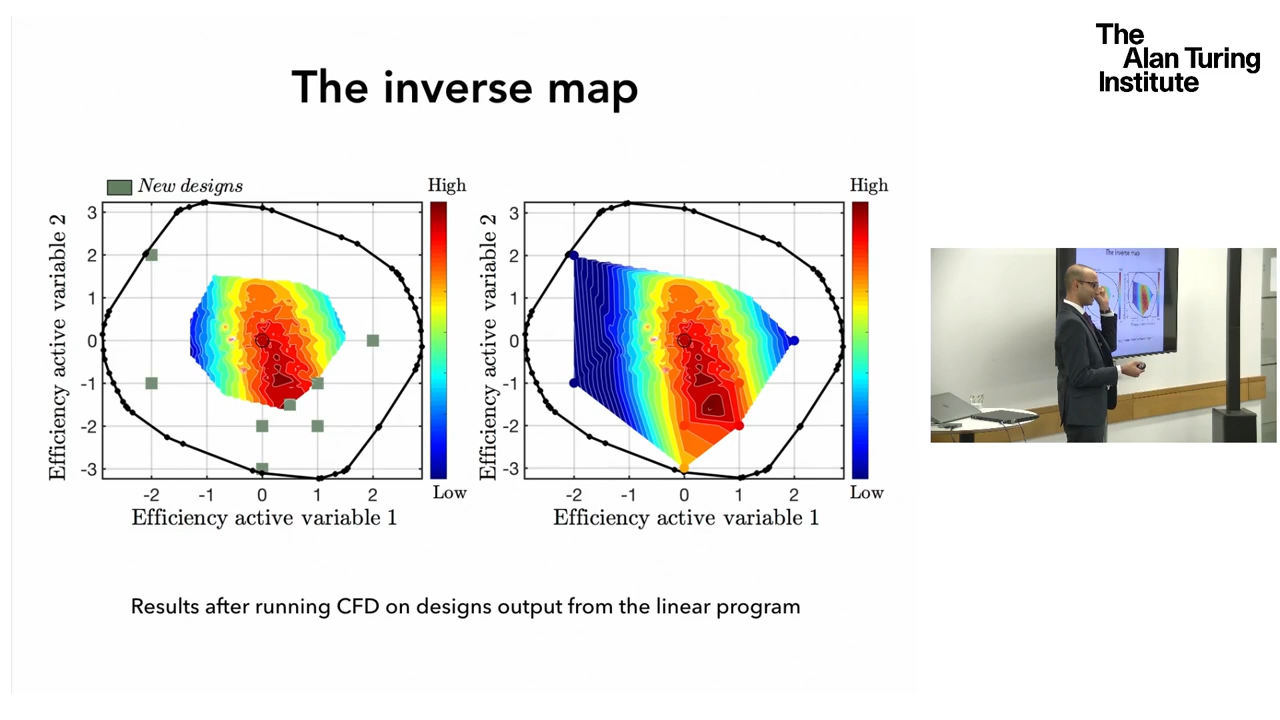 The
Alan Turing
Institute
The inverse map
New designs
High
3
2
1
0
-1
-2
-3
-2
-1
0
1
2
Efficiency active variable 2
Efficiency active variable 1
Low
High
3
2
1
0
-1
-2
-3
-2
-1
0
1
2
Efficiency active variable 2
Efficiency active variable 1
Low
Results after running CFD on designs output from the linear program
The inverse map